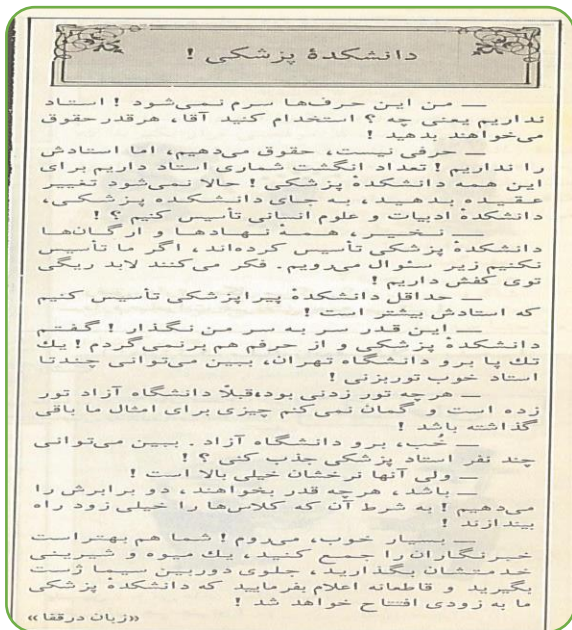 دانشکدهٔ پزشکی !
— من این حرف‌ها سرم نمی‌شود ! استاد
نداریم یعنی چه ؟ استخدام کنید آقا، هرقدر حقوق
می‌خواهند بدهید !
— حرفی نیست، حقوق می‌دهیم، اما استادش
را نداریم ! تعداد انگشت شماری استاد داریم برای
این همه دانشکدهٔ پزشکی ! حالا نمی‌شود تغییر
عقیده بدهید، به جای دانشکده پزشکی،
دانشکدهٔ ادبیات و علوم انسانی تأسیس کنیم ؟ !
— نخیر، همهٔ نهادها و ارگانها
دانشکدهٔ پزشکی تأسیس کرده‌اند، اگر ما تأسیس
نکنیم زیر سئوال می‌رویم. فکر می‌کنند لابد ریگی
توی کفش داریم !
— حداقل دانشکدهٔ پیراپزشکی تأسیس کنیم
که استادش بیشتر است !
— این قدر سر به سر من نگذار ! گفتم
دانشکدهٔ پزشکی و از حرفم هم برنمی‌گردم ! یك
تك پا برو دانشگاه تهران، ببین می‌توانی چندتا
استاد خوب تور بزنی !
— هرچه تور زدنی بود، قبلاً دانشگاه آزاد تور
زده است و گمان نمی‌کنم چیزی برای امثال ما باقی
گذاشته باشد !
— خُب، برو دانشگاه آزاد. ببین می‌توانی
چند نفر استاد پزشکی جذب کنی ؟ !
— ولی آنها نرخشان خیلی بالا است !
— باشد، هرچه قدر بخواهند، دو برابرش را
می‌دهیم ! به شرط آن که کلاس‌ها را خیلی زود راه
بیندازند !
— بسیار خوب، می‌روم ! شما هم بهتر است
خبرنگاران را جمع کنید، یك میوه و شیرینی
خدمتشان بگذارید، جلوی دوربین سیما ژست
بگیرید و قاطعانه اعلام بفرمایید که دانشکدهٔ پزشکی
ما به زودی افتتاح خواهد شد !
«زبان درقفا»